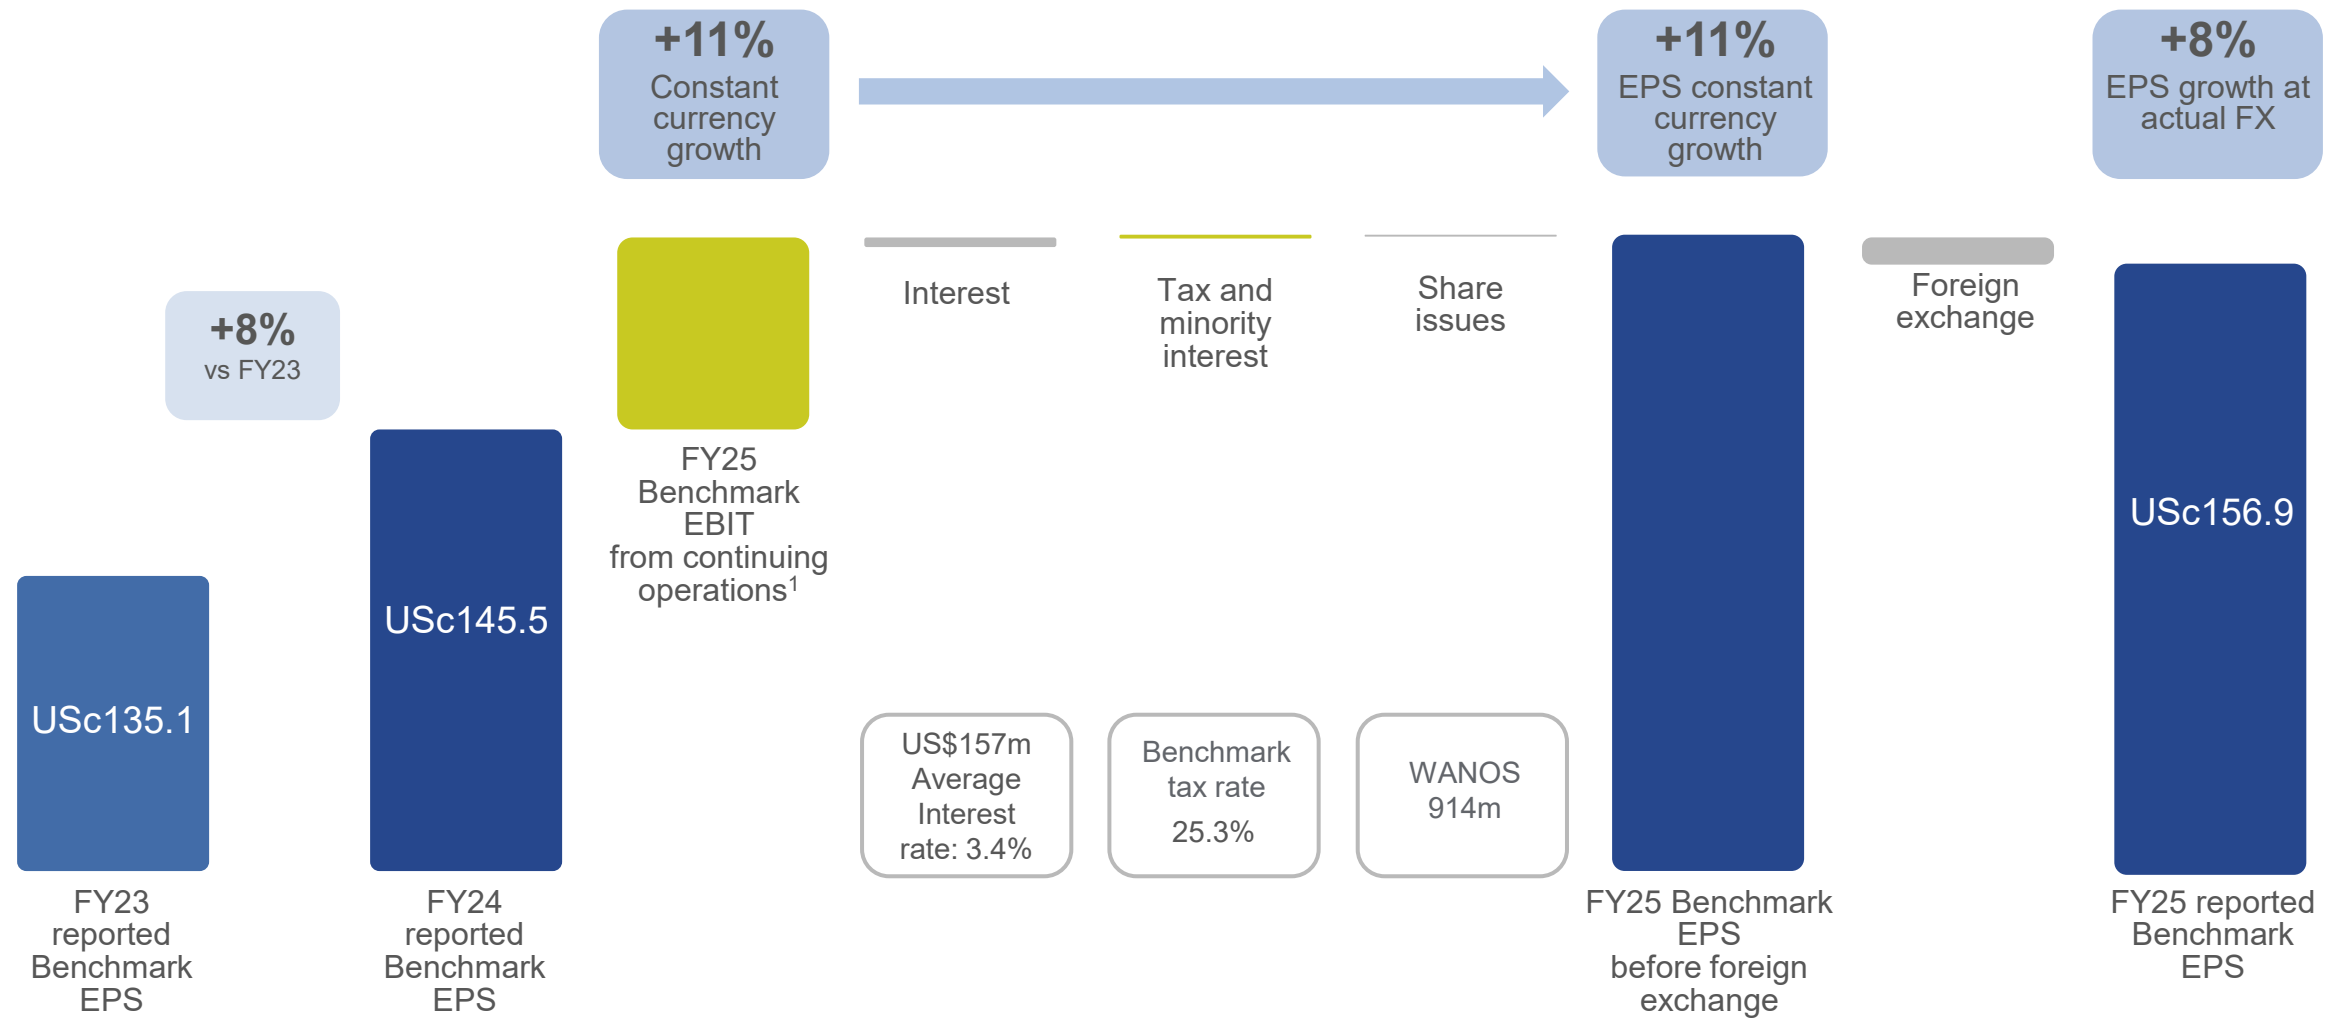 +11%
Constant
currency
growth
+11%
EPS constant
currency
growth
+8%
EPS growth at
actual FX
+8%
vs FY23
Interest
Tax and
minority
interest
Share
issues
Foreign
exchange
FY25
Benchmark
EBIT
from continuing
operations¹
USc135.1
USc145.5
USc156.9
US$157m
Average
Interest
rate: 3.4%
Benchmark
tax rate
25.3%
WANOS
914m
FY23
reported
Benchmark
EPS
FY24
reported
Benchmark
EPS
FY25 Benchmark
EPS
before foreign
exchange
FY25 reported
Benchmark
EPS